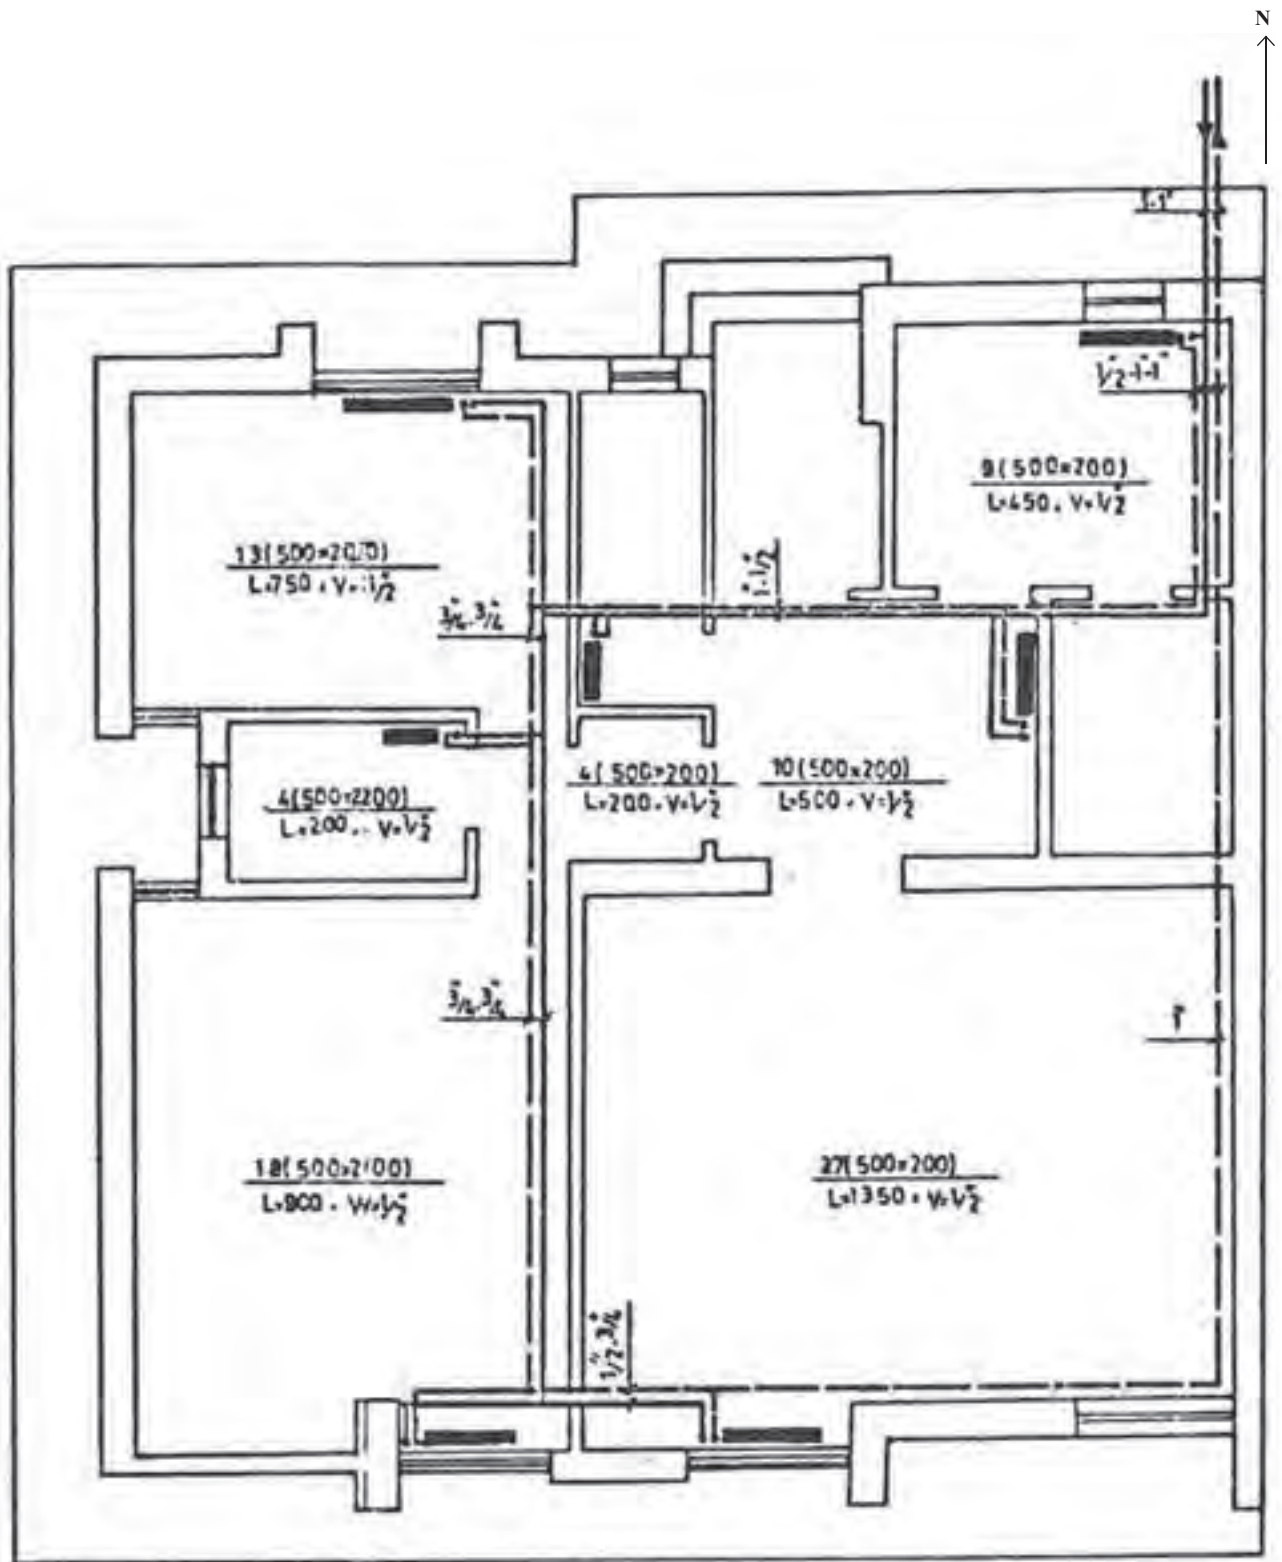 N
1"-1"
1/2"-1"-1"
9(500×200)
L=450. V=1/2"
13(500×200)
L=750. V=1/2"
1"-1/2"
3/4"-3/4"
4(500×200)
L=200. V=1/2"
10(500×200)
L=500. V=1/2"
4(500×2200)
L=200.. V=1/2"
3/4"-3/4"
1"
18(500×2100)
L=900. V=1/2"
27(500×200)
L=1350. V=1/2"
1/2"-3/4"